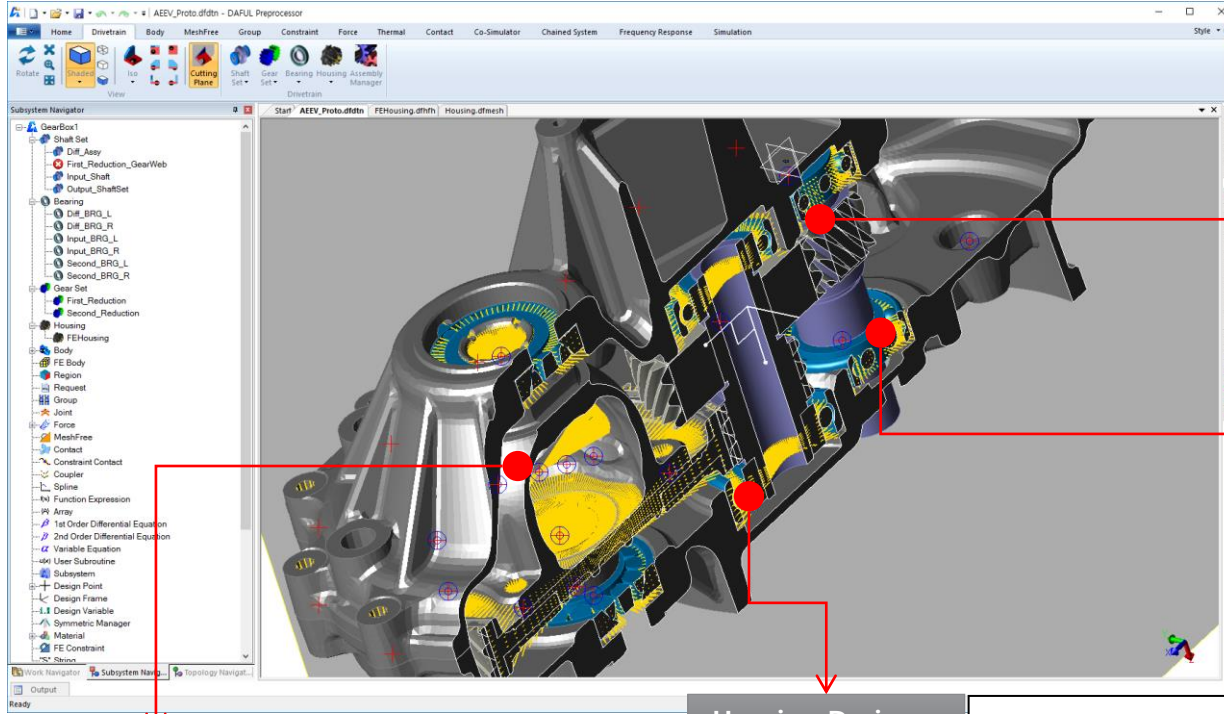 AEEV_Proto.dfdtn - DAFUL Preprocessor
Home Drivetrain Body MeshFree Group Constraint Force Thermal Contact Co-Simulator Chained System Frequency Response Simulation Style
Rotate Shaded Iso Cutting Plane Shaft Set Gear Set Bearing Housing Assembly Manager
View Drivetrain
Subsystem Navigator
Start AEEV_Proto.dfdtn FEHousing.dfhfh Housing.dfmesh
GearBox1
Shaft Set
Diff_Assy
First_Reduction_GearWeb
Input_Shaft
Output_ShaftSet
Bearing
Diff_BRG_L
Diff_BRG_R
Input_BRG_L
Input_BRG_R
Second_BRG_L
Second_BRG_R
Gear Set
First_Reduction
Second_Reduction
Housing
FEHousing
Body
FE Body
Region
Request
Group
Joint
Force
MeshFree
Contact
Constraint Contact
Coupler
Spline
f(x) Function Expression
Array
1st Order Differential Equation
2nd Order Differential Equation
Variable Equation
User Subroutine
Subsystem
Design Point
Design Frame
Design Variable
Symmetric Manager
Material
FE Constraint
"S" String
Work Navigator Subsystem Navig... Topology Navigat...
Output
Ready